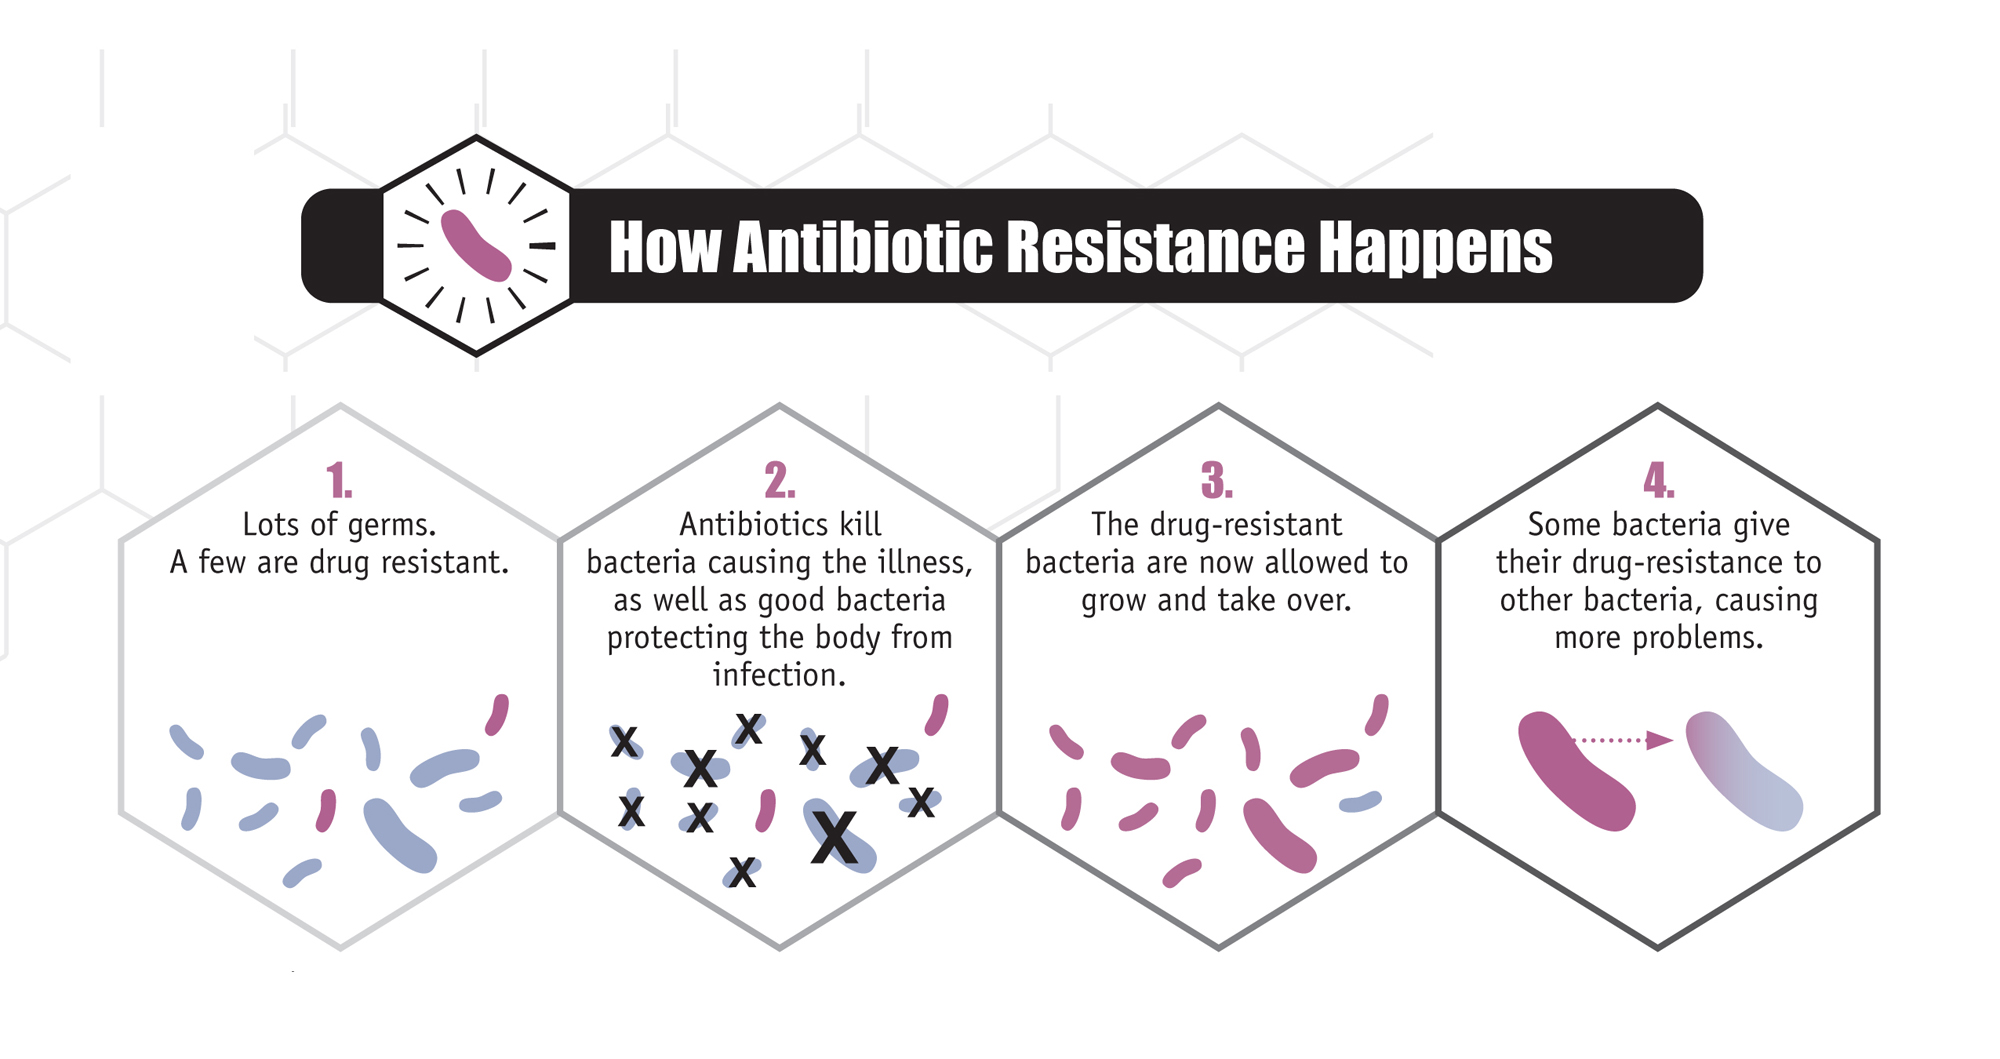 How Antibiotic Resistance Happens
1.
Lots of germs.
A few are drug resistant.
2.
Antibiotics kill
bacteria causing the illness,
as well as good bacteria
protecting the body from
infection.
X X X X X X X X X X
3.
The drug-resistant
bacteria are now allowed to
grow and take over.
4.
Some bacteria give
their drug-resistance to
other bacteria, causing
more problems.